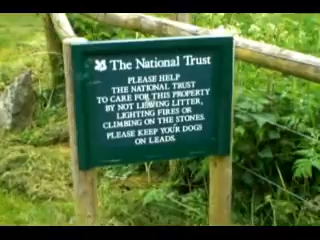 The National Trust
PLEASE HELP
THE NATIONAL TRUST
TO CARE FOR THIS PROPERTY
BY NOT LEAVING LITTER,
LIGHTING FIRES OR
CLIMBING ON THE STONES.
PLEASE KEEP YOUR DOGS
ON LEADS.